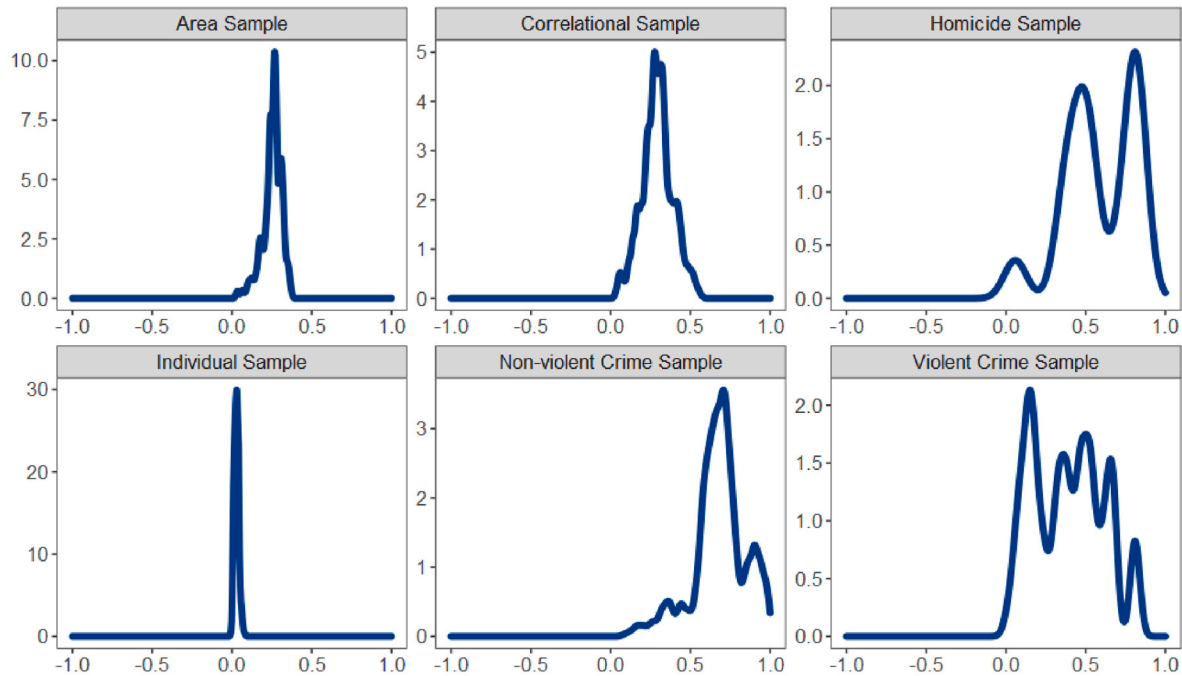 Area Sample
10.0
7.5
5.0
2.5
0.0
-1.0 -0.5 0.0 0.5 1.0
Correlational Sample
5
4
3
2
1
0
-1.0 -0.5 0.0 0.5 1.0
Homicide Sample
2.0
1.5
1.0
0.5
0.0
-1.0 -0.5 0.0 0.5 1.0
Individual Sample
30
20
10
0
-1.0 -0.5 0.0 0.5 1.0
Non-violent Crime Sample
3
2
1
0
-1.0 -0.5 0.0 0.5 1.0
Violent Crime Sample
2.0
1.5
1.0
0.5
0.0
-1.0 -0.5 0.0 0.5 1.0